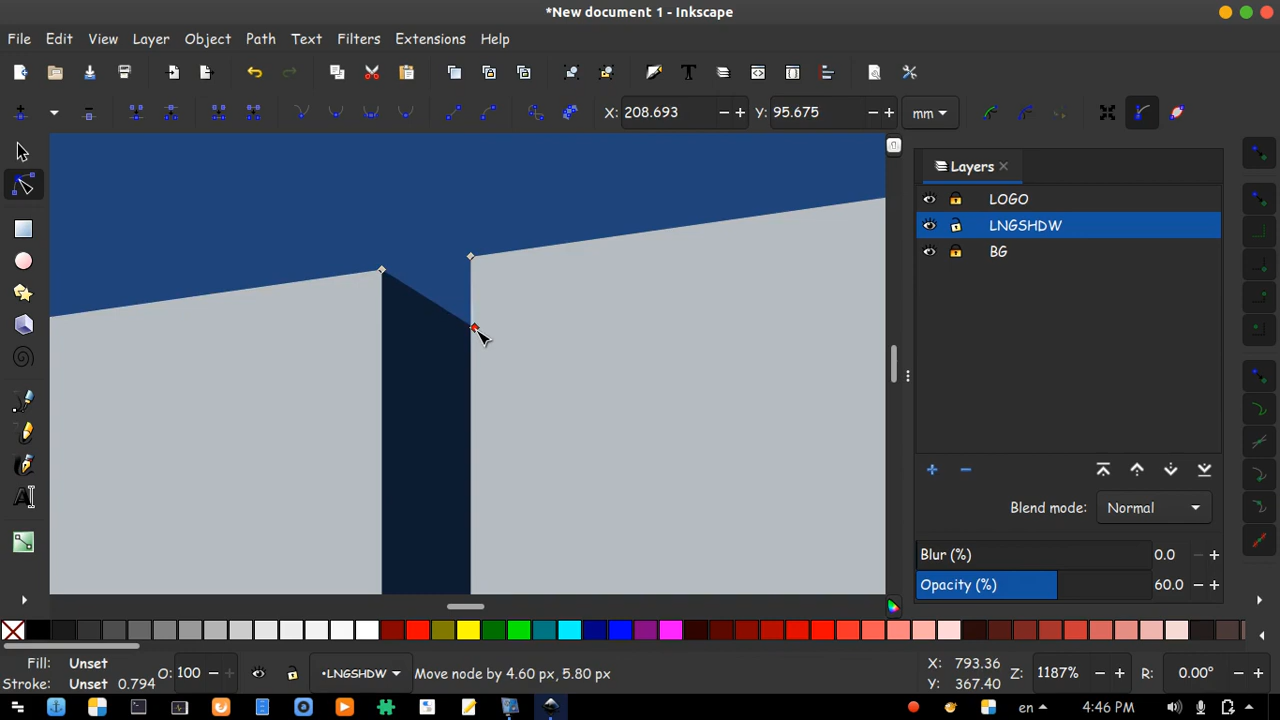 *New document 1 - Inkscape
File Edit View Layer Object Path Text Filters Extensions Help
X: 208.693 Y: 95.675 mm
Layers
LOGO
LNGSHDW
BG
Blend mode: Normal
Blur (%) 0.0
Opacity (%) 60.0
Fill: Unset
Stroke: Unset 0.794
O: 100
•LNGSHDW
Move node by 4.60 px, 5.80 px
X: 793.36
Y: 367.40
Z: 1187%
R: 0.00°
en
4:46 PM